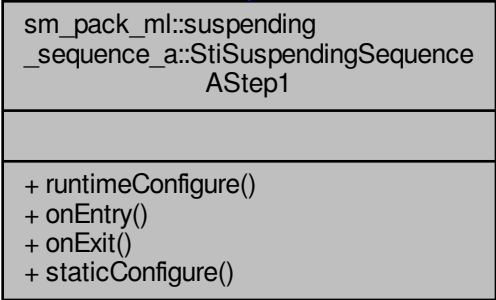 sm_pack_ml::suspending
_sequence_a::StiSuspendingSequence
AStep1
+ runtimeConfigure()
+ onEntry()
+ onExit()
+ staticConfigure()